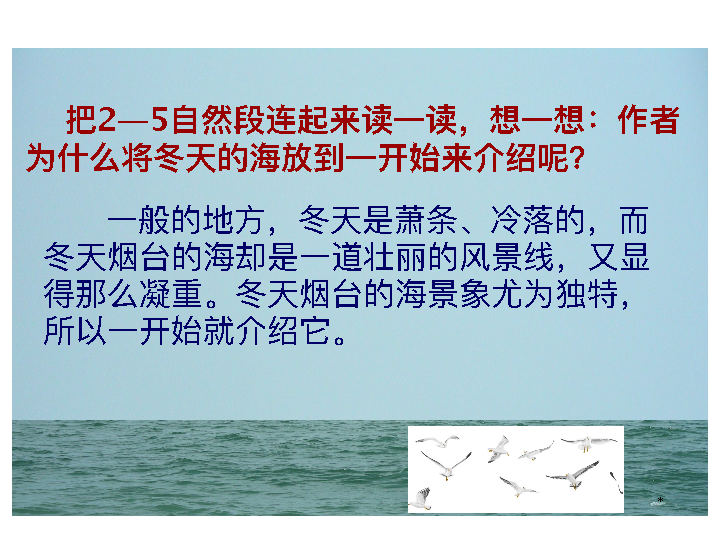 把2—5自然段连起来读一读，想一想：作者
为什么将冬天的海放到一开始来介绍呢？
一般的地方，冬天是萧条、冷落的，而
冬天烟台的海却是一道壮丽的风景线，又显
得那么凝重。冬天烟台的海景象尤为独特，
所以一开始就介绍它。
*